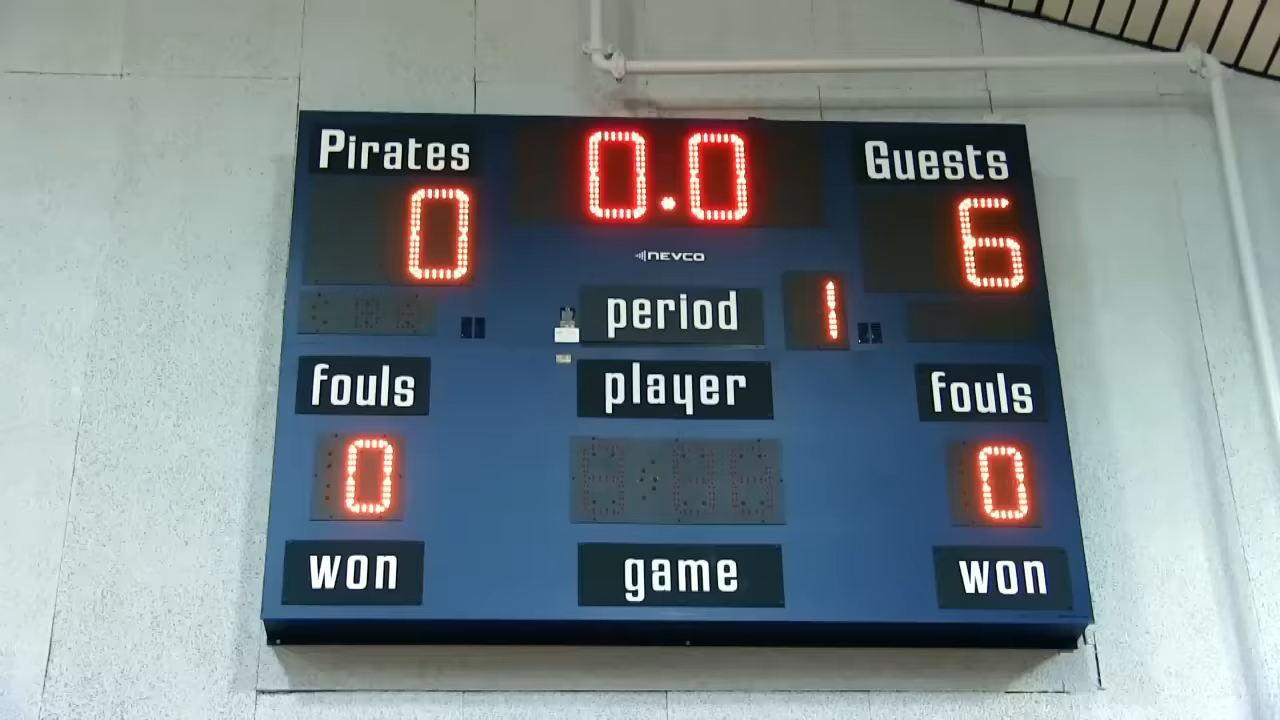 Pirates 0.0 Guests
0 6
NEVCO
period 1
fouls player fouls
0 0
won game won